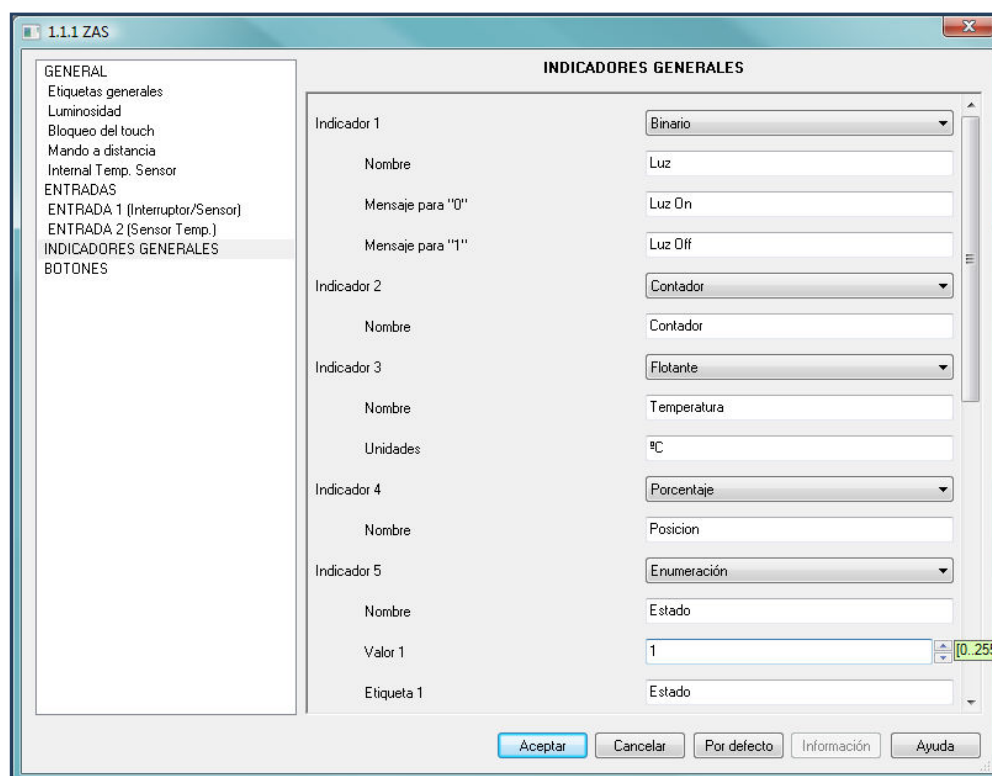 1.1.1 ZAS
GENERAL
Etiquetas generales
Luminosidad
Bloqueo del touch
Mando a distancia
Internal Temp. Sensor
ENTRADAS
ENTRADA 1 (Interruptor/Sensor)
ENTRADA 2 (Sensor Temp.)
INDICADORES GENERALES
BOTONES
INDICADORES GENERALES
Indicador 1 Binario
Nombre Luz
Mensaje para "0" Luz On
Mensaje para "1" Luz Off
Indicador 2 Contador
Nombre Contador
Indicador 3 Flotante
Nombre Temperatura
Unidades ºC
Indicador 4 Porcentaje
Nombre Posicion
Indicador 5 Enumeración
Nombre Estado
Valor 1 1 [0..255
Etiqueta 1 Estado
Aceptar Cancelar Por defecto Información Ayuda